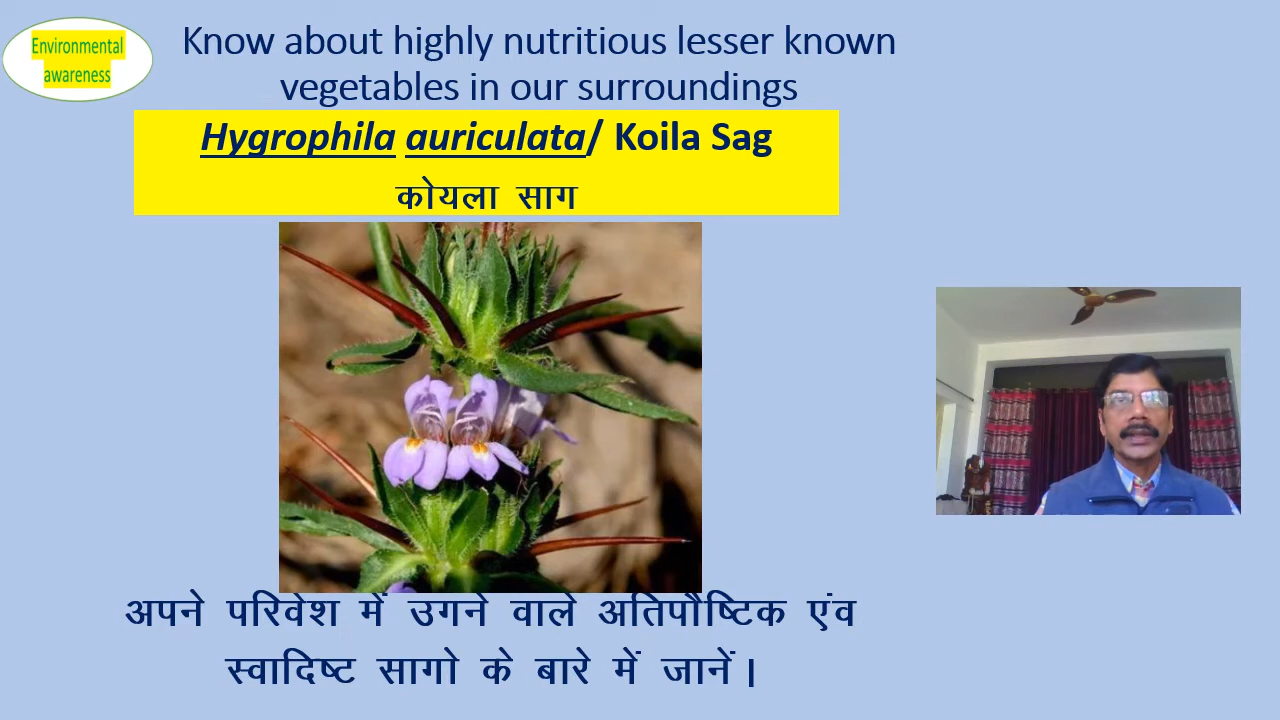 Environmental
awareness
Know about highly nutritious lesser known
vegetables in our surroundings
Hygrophila auriculata/ Koila Sag
कोयला साग
अपने परिवेश में उगने वाले अतिपौष्टिक एंव
स्वादिष्ट सागो के बारे में जानें।